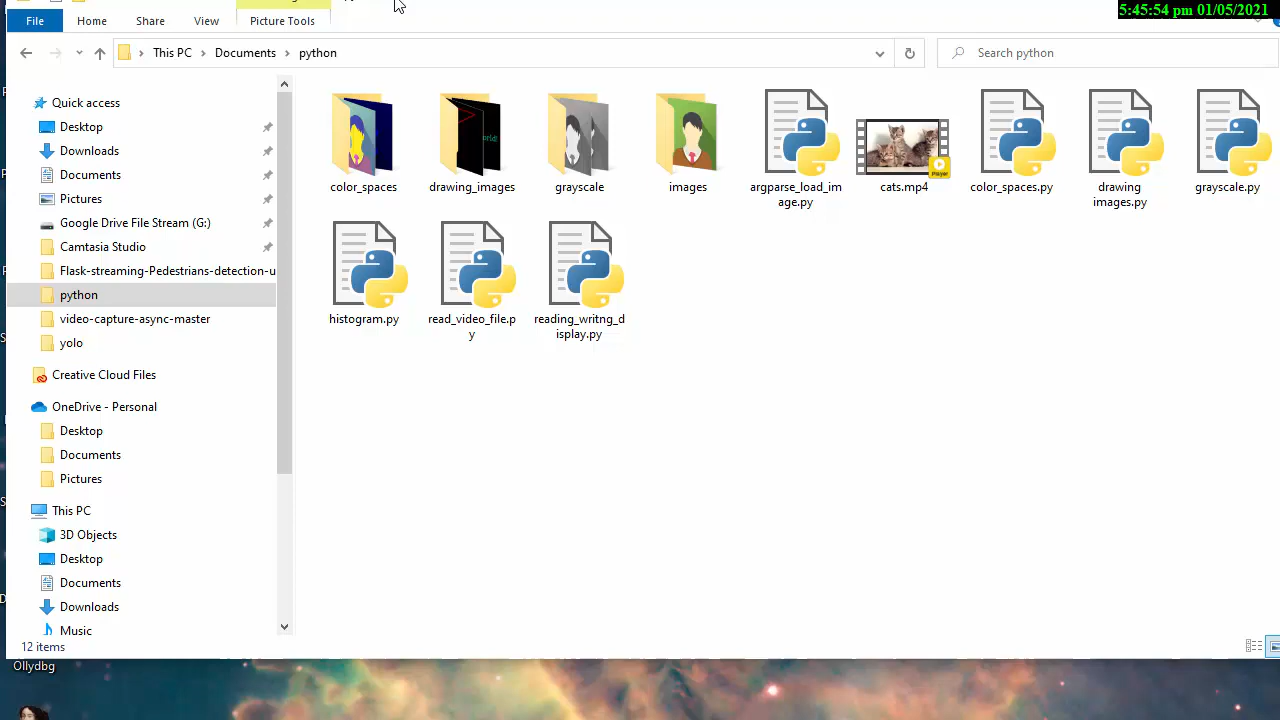 5:45:54 pm 01/05/2021
File Home Share View Picture Tools
This PC > Documents > python
Search python
Quick access
Desktop
Downloads
Documents
Pictures
Google Drive File Stream (G:)
Camtasia Studio
Flask-streaming-Pedestrians-detection-u
python
video-capture-async-master
yolo
Creative Cloud Files
OneDrive - Personal
Desktop
Documents
Pictures
This PC
3D Objects
Desktop
Documents
Downloads
Music
color_spaces
drawing_images
grayscale
images
rgparse_load_im
age.py
cats.mp4
color_spaces.py
drawing
images.py
grayscale.py
histogram.py
read_video_file.p
y
reading_writng_d
isplay.py
Player
12 items
Ollydbg